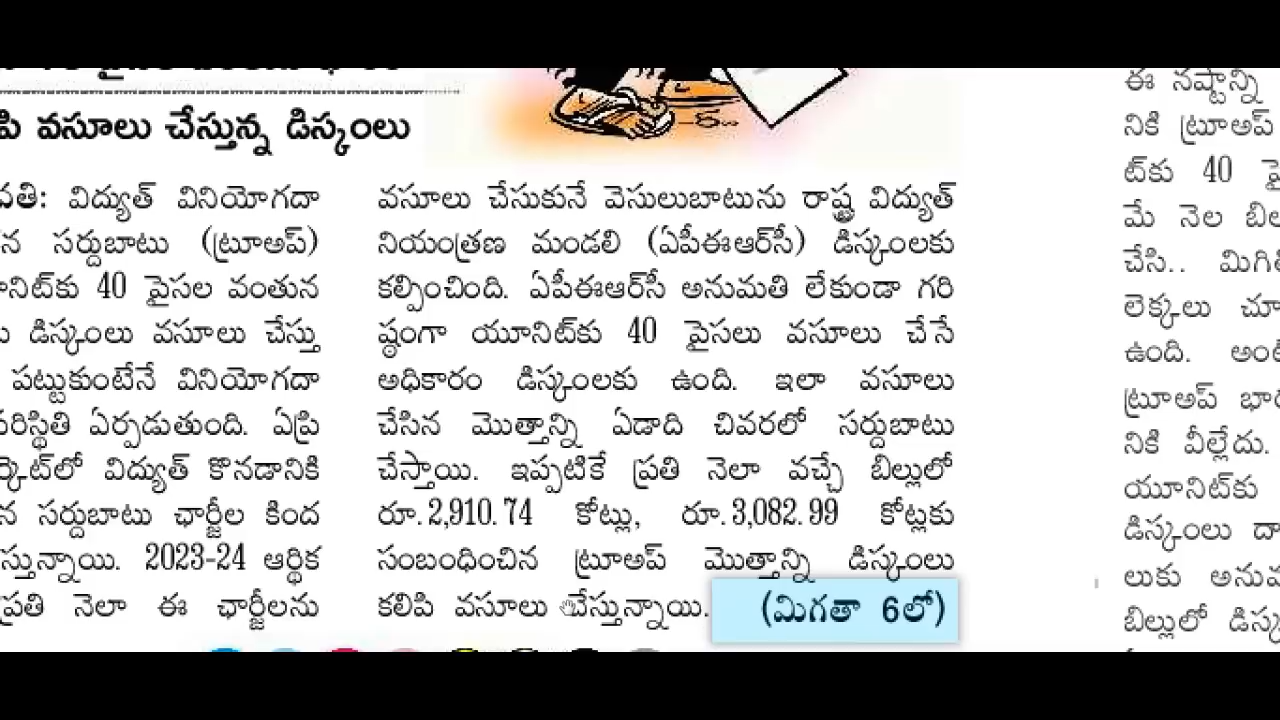 పి వసూలు చేస్తున్న డిస్కంలు
వతి: విద్యుత్ వినియోగదా
న సర్దుబాటు (ట్రూఅప్)
నిట్‌కు 40 పైసల వంతున
డిస్కంలు వసూలు చేస్తు
పట్టుకుంటేనే వినియోగదా
రిస్థితి ఏర్పడుతుంది. ఏప్రి
ర్కెట్‌లో విద్యుత్ కొనడానికి
న సర్దుబాటు ఛార్జీల కింద
స్తున్నాయి. 2023-24 ఆర్థిక
ప్రతి నెలా ఈ ఛార్జీలను
వసూలు చేసుకునే వెసులుబాటును రాష్ట్ర విద్యుత్
నియంత్రణ మండలి (ఏపీఈఆర్‌సీ) డిస్కంలకు
కల్పించింది. ఏపీఈఆర్‌సీ అనుమతి లేకుండా గరి
ష్ఠంగా యూనిట్‌కు 40 పైసలు వసూలు చేసే
అధికారం డిస్కంలకు ఉంది. ఇలా వసూలు
చేసిన మొత్తాన్ని ఏడాది చివరలో సర్దుబాటు
చేస్తాయి. ఇప్పటికే ప్రతి నెలా వచ్చే బిల్లులో
రూ.2,910.74 కోట్లు, రూ.3,082.99 కోట్లకు
సంబంధించిన ట్రూఅప్ మొత్తాన్ని డిస్కంలు
కలిపి వసూలు చేస్తున్నాయి. (మిగతా 6లో)
ఈ నష్టాన్ని
నికి ట్రూఅప్
ట్‌కు 40 పై
మే నెల బిల
చేసి.. మిగి
లెక్కలు చూ
ఉంది. అం
ట్రూఅప్ భా
నికి వీల్లేదు.
యూనిట్‌కు
డిస్కంలు దా
లుకు అనుమ
బిల్లులో డిస్క